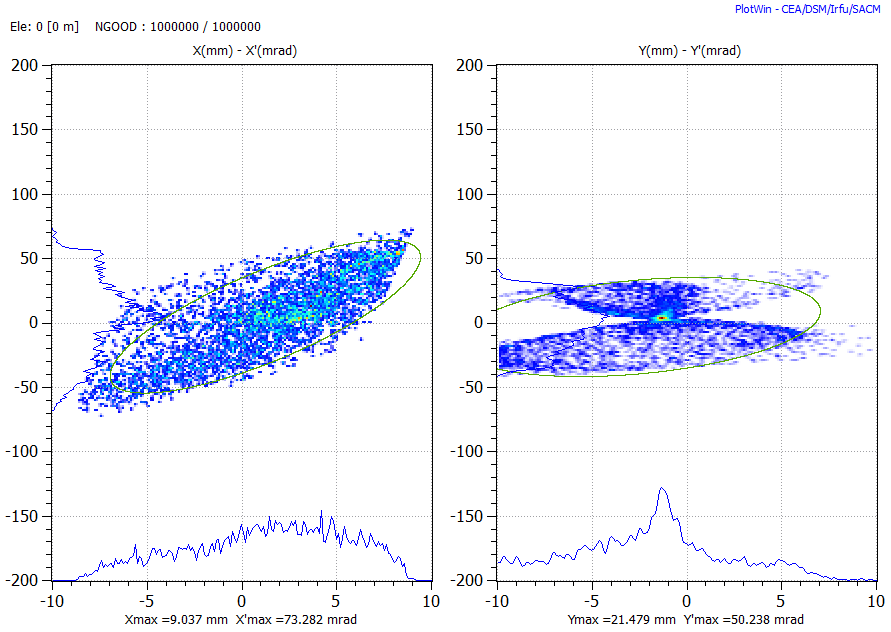 PlotWin - CEA/DSM/Irfu/SACM
Ele: 0 [0 m] NGOOD : 1000000 / 1000000
X(mm) - X'(mrad)
200
150
100
50
0
-50
-100
-150
-200
-10 -5 0 5 10
Xmax =9.037 mm X'max =73.282 mrad
Y(mm) - Y'(mrad)
200
150
100
50
0
-50
-100
-150
-200
-10 -5 0 5 10
Ymax =21.479 mm Y'max =50.238 mrad